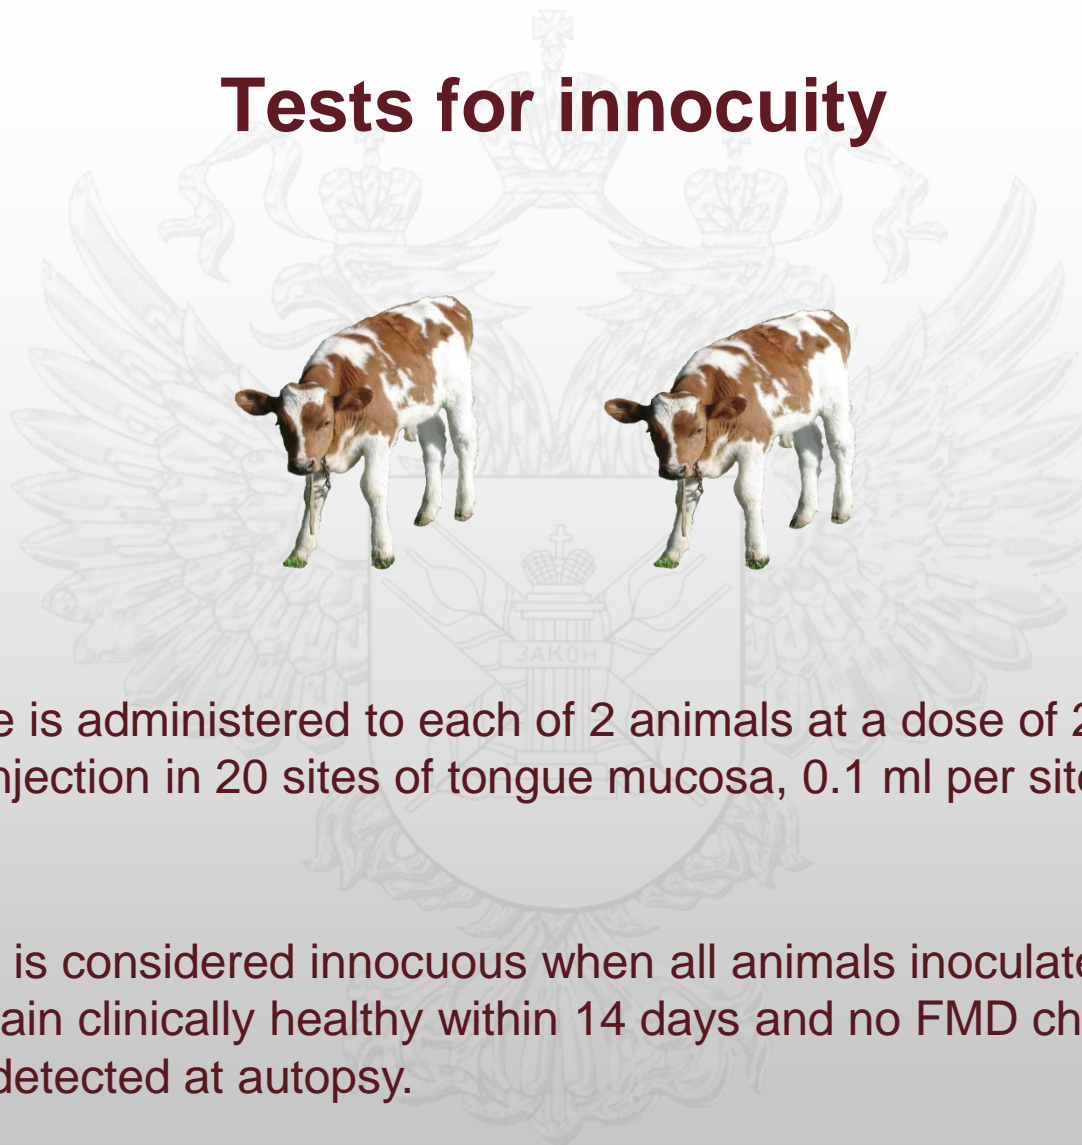 Tests for innocuity
ЗАКОН
e is administered to each of 2 animals at a dose of 2
njection in 20 sites of tongue mucosa, 0.1 ml per site
is considered innocuous when all animals inoculate
ain clinically healthy within 14 days and no FMD ch
detected at autopsy.